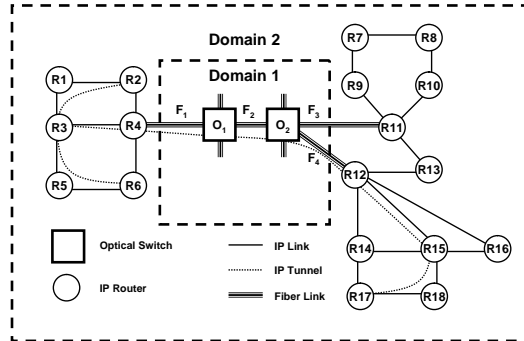 Domain 2
Domain 1
R1
R2
R3
R4
R5
R6
F1
O1
F2
O2
F3
F4
R7
R8
R9
R10
R11
R12
R13
R14
R15
R16
R17
R18
Optical Switch
IP Router
IP Link
IP Tunnel
Fiber Link